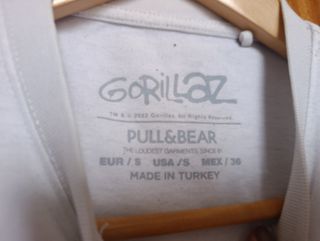 GORILLAZ
TM & © 2022 Gorillaz. All Rights Reserved.
PULL&BEAR
THE LOUDEST GARMENTS, SINCE 91
EUR / S USA / S MEX / 36
MADE IN TURKEY